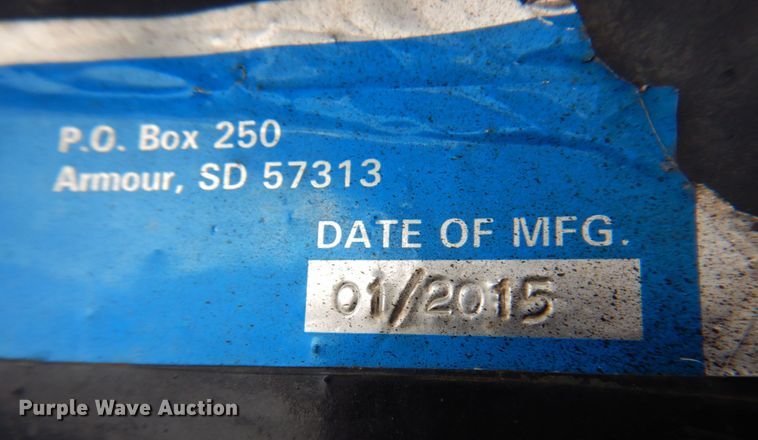 P.O. Box 250
Armour, SD 57313
DATE OF MFG.
01/2015
Purple Wave Auction